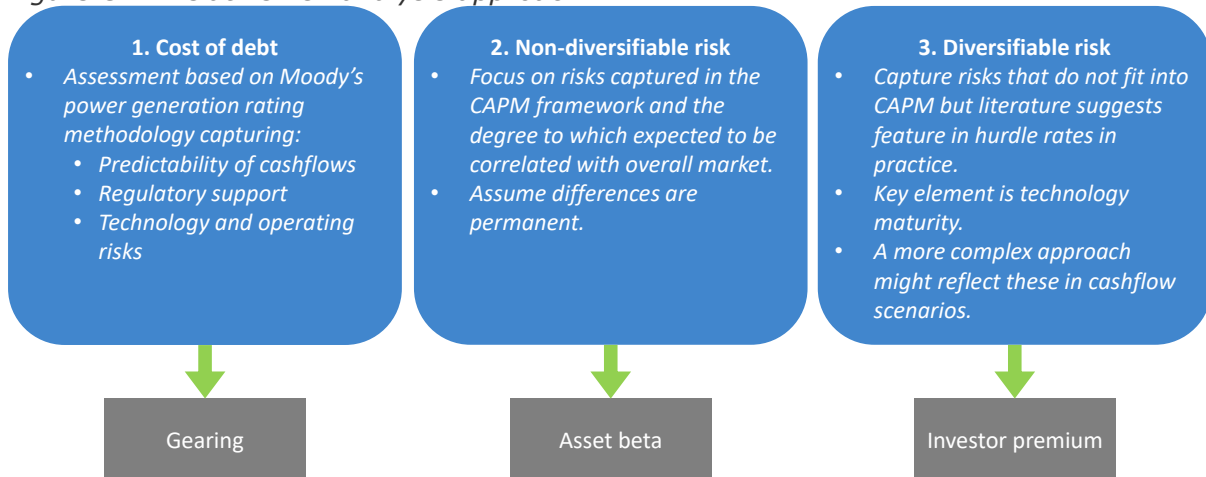 1. Cost of debt
• Assessment based on Moody's
power generation rating
methodology capturing:
• Predictability of cashflows
• Regulatory support
• Technology and operating
risks
2. Non-diversifiable risk
• Focus on risks captured in the
CAPM framework and the
degree to which expected to be
correlated with overall market.
• Assume differences are
permanent.
3. Diversifiable risk
• Capture risks that do not fit into
CAPM but literature suggests
feature in hurdle rates in
practice.
• Key element is technology
maturity.
• A more complex approach
might reflect these in cashflow
scenarios.
Gearing
Asset beta
Investor premium